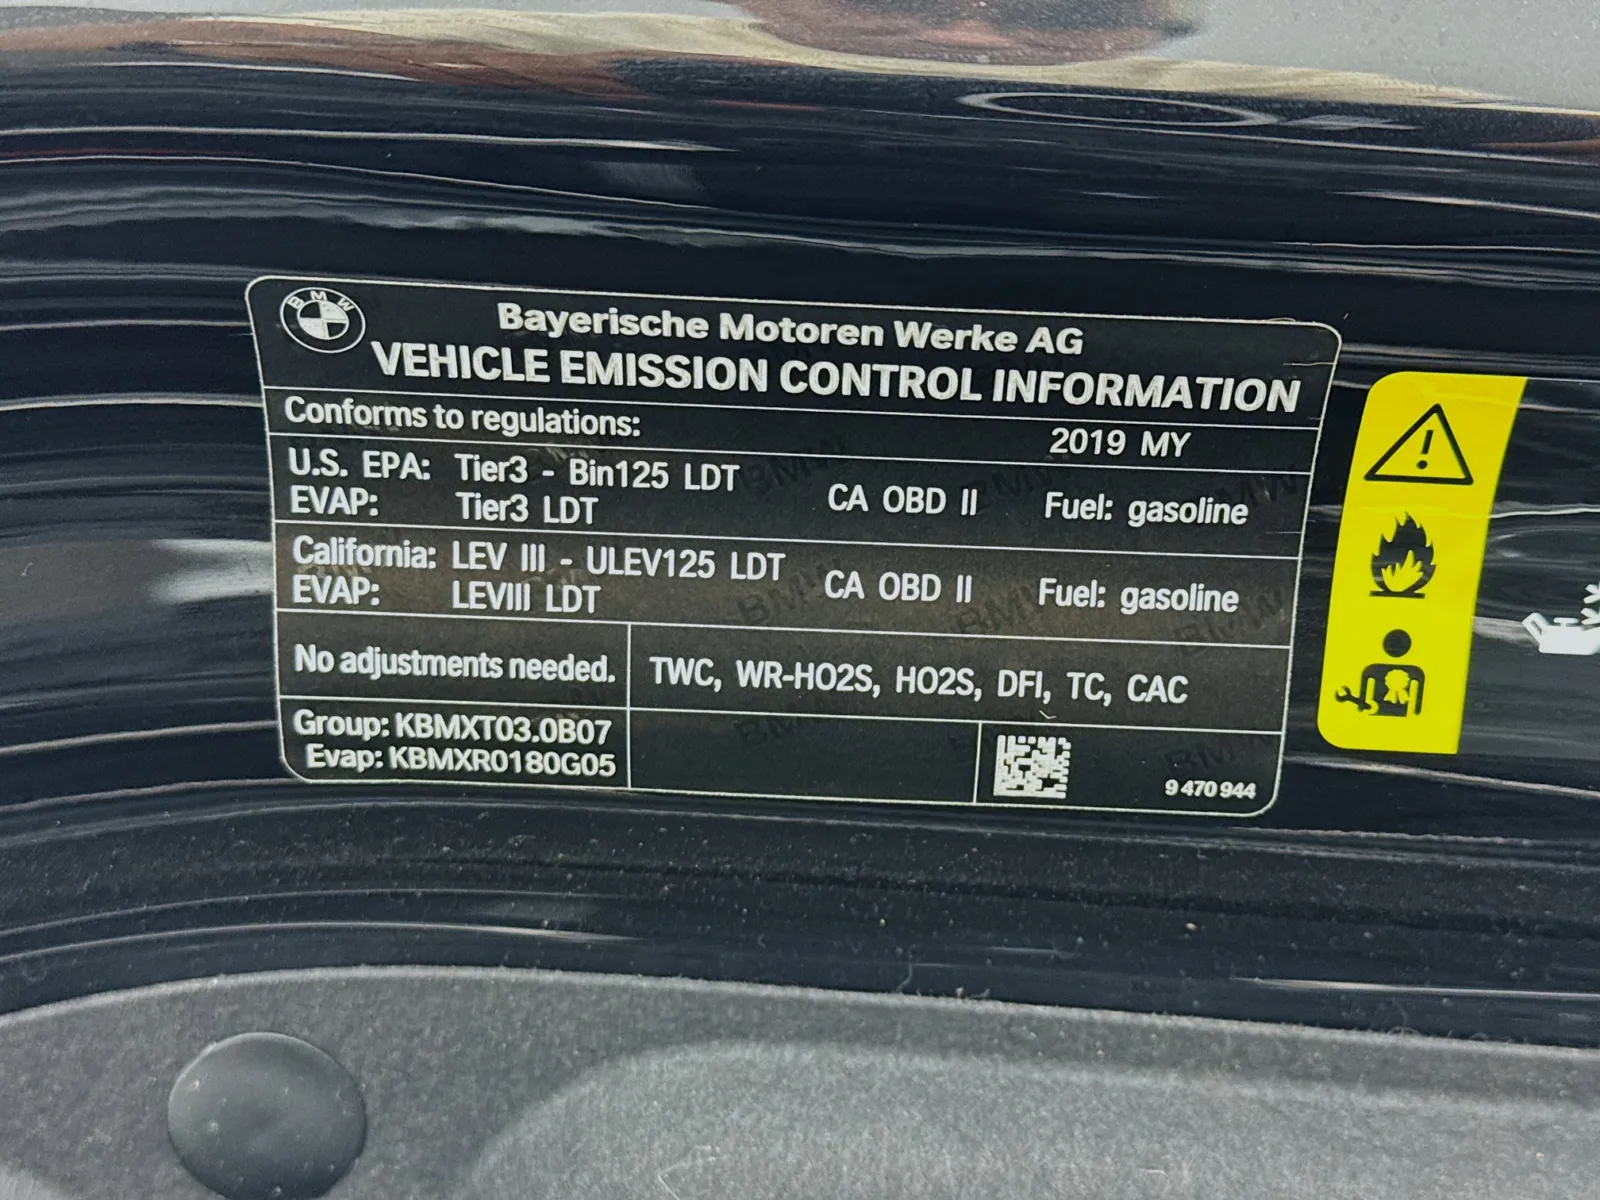 BMW
Bayerische Motoren Werke AG
VEHICLE EMISSION CONTROL INFORMATION
Conforms to regulations:
2019 MY
U.S. EPA: Tier3 - Bin125 LDT
EVAP: Tier3 LDT
CA OBD II
Fuel: gasoline
California: LEV III - ULEV125 LDT
EVAP: LEVIII LDT
CA OBD II
Fuel: gasoline
No adjustments needed.
TWC, WR-HO2S, HO2S, DFI, TC, CAC
Group: KBMXT03.0B07
Evap: KBMXR0180G05
9 470 944